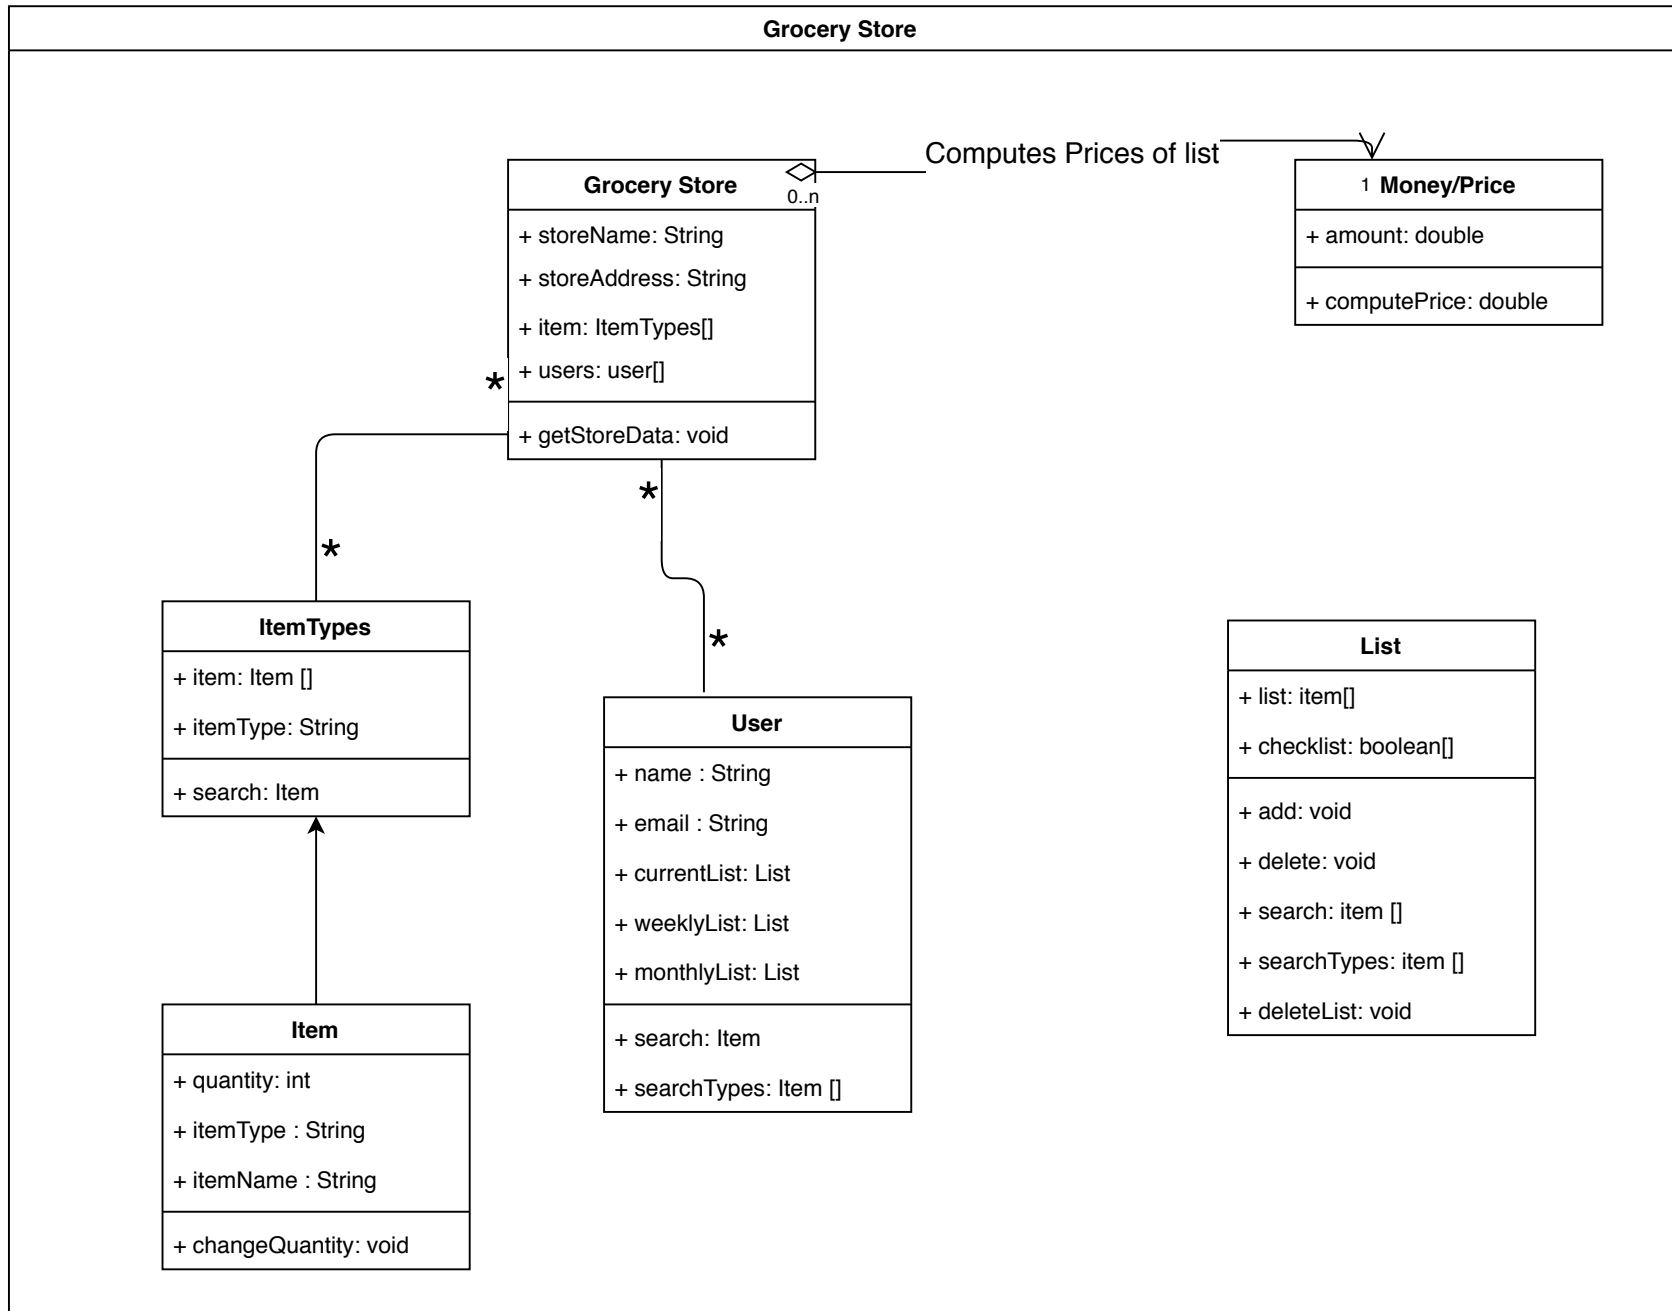 Grocery Store
Computes Prices of list
Grocery Store
0..n
+ storeName: String
+ storeAddress: String
+ item: ItemTypes[]
+ users: user[]
+ getStoreData: void
1 Money/Price
+ amount: double
+ computePrice: double
*
*
*
*
ItemTypes
+ item: Item []
+ itemType: String
+ search: Item
User
+ name : String
+ email : String
+ currentList: List
+ weeklyList: List
+ monthlyList: List
+ search: Item
+ searchTypes: Item []
List
+ list: item[]
+ checklist: boolean[]
+ add: void
+ delete: void
+ search: item []
+ searchTypes: item []
+ deleteList: void
Item
+ quantity: int
+ itemType : String
+ itemName : String
+ changeQuantity: void